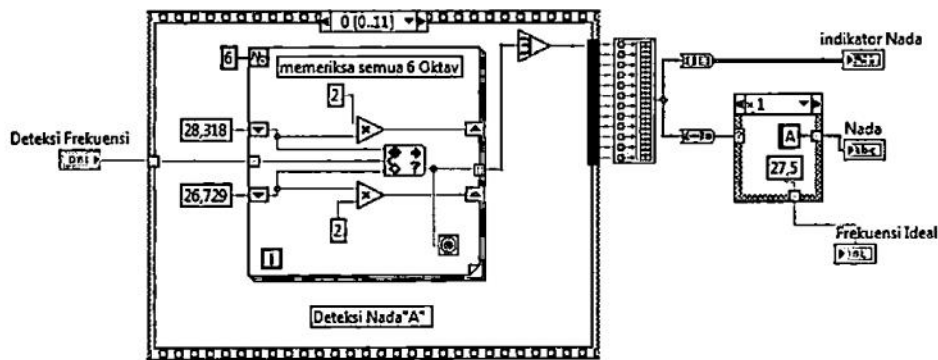 0 [0..11]
6
N
memeriksa semua 6 Oktav
2
28,318
Deteksi Frekuensi
26,729
2
i
Deteksi Nada"A"
indikator Nada
1
A
Nada
abc
27,5
Frekuensi Ideal